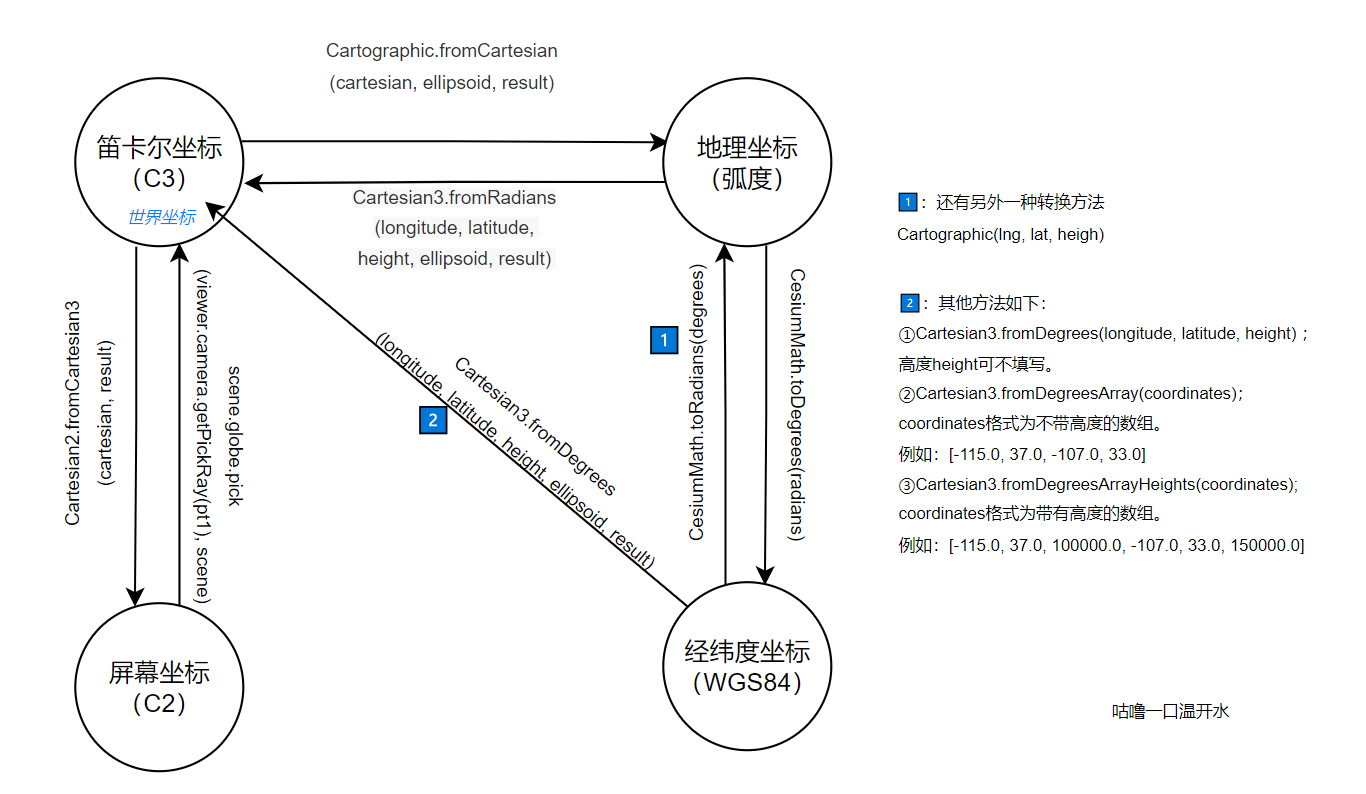 Cartographic.fromCartesian
(cartesian, ellipsoid, result)
笛卡尔坐标
（C3）
世界坐标
地理坐标
（弧度）
Cartesian3.fromRadians
(longitude, latitude,
height, ellipsoid, result)
Cartesian2.fromCartesian3
(cartesian, result)
scene.globe.pick
(viewer.camera.getPickRay(pt1), scene)
Cartesian3.fromDegrees
(longitude, latitude, height, ellipsoid, result)
2
1
CesiumMath.toRadians(degrees)
CesiumMath.toDegrees(radians)
屏幕坐标
（C2）
经纬度坐标
（WGS84）
1：还有另外一种转换方法
Cartographic(lng, lat, heigh)
2：其他方法如下：
①Cartesian3.fromDegrees(longitude, latitude, height)；
高度height可不填写。
②Cartesian3.fromDegreesArray(coordinates)；
coordinates格式为不带高度的数组。
例如：[-115.0, 37.0, -107.0, 33.0]
③Cartesian3.fromDegreesArrayHeights(coordinates);
coordinates格式为带有高度的数组。
例如：[-115.0, 37.0, 100000.0, -107.0, 33.0, 150000.0]
咕噜一口温开水